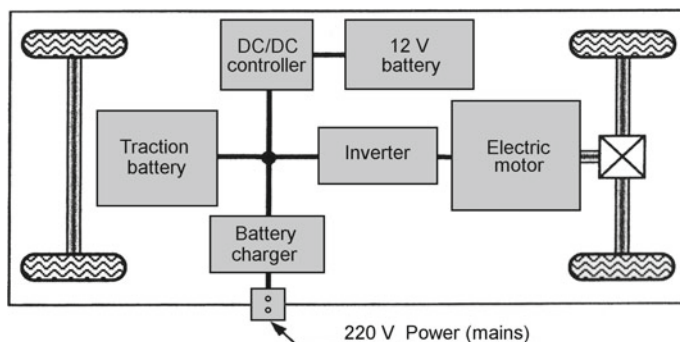 DC/DC
controller
12 V
battery
Traction
battery
Inverter
Electric
motor
Battery
charger
220 V Power (mains)